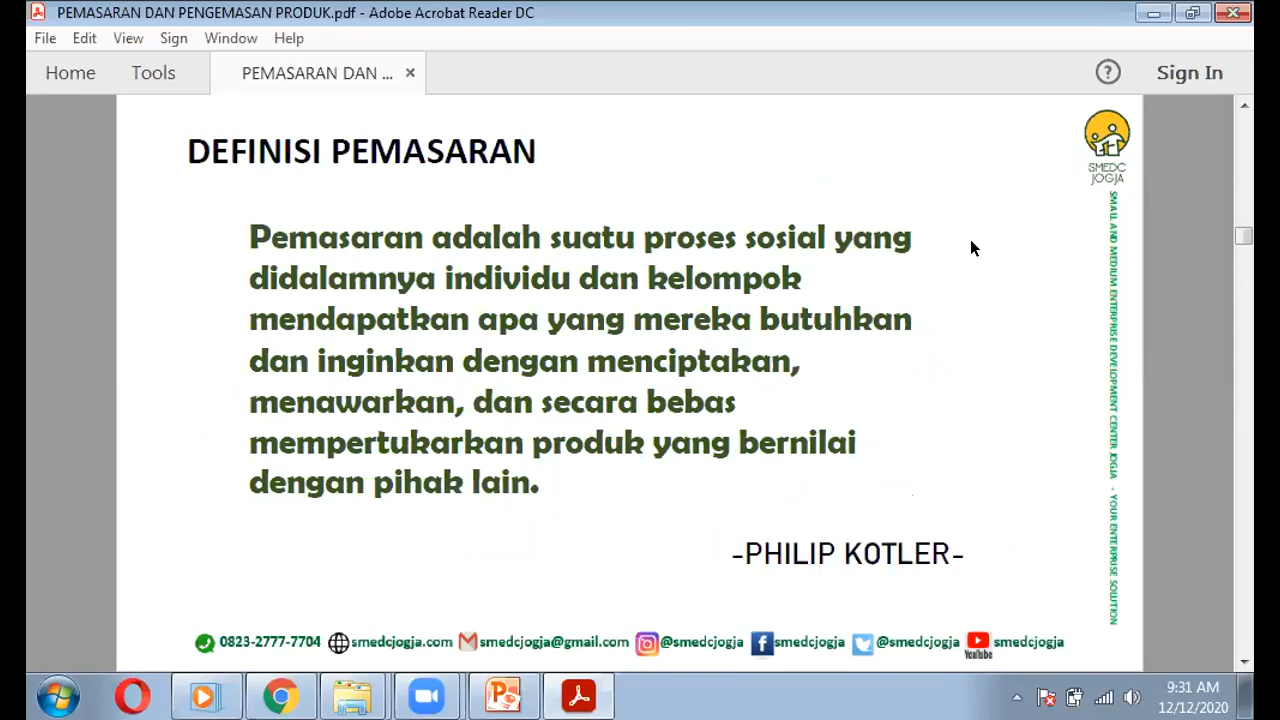 PEMASARAN DAN PENGEMASAN PRODUK.pdf - Adobe Acrobat Reader DC
File Edit View Sign Window Help
Home Tools PEMASARAN DAN ... × ? Sign In
DEFINISI PEMASARAN
SMEDC
JOGJA
Pemasaran adalah suatu proses sosial yang
didalamnya individu dan kelompok
mendapatkan apa yang mereka butuhkan
dan inginkan dengan menciptakan,
menawarkan, dan secara bebas
mempertukarkan produk yang bernilai
dengan pihak lain.
-PHILIP KOTLER-
SMALL AND MEDIUM ENTERPRISE DEVELOPMENT CENTER JOGJA - YOUR ENTERPRISE SOLUTION
0823-2777-7704 smedcjogja.com smedcjogja@gmail.com @smedcjogja smedcjogja @smedcjogja YouTube smedcjogja
9:31 AM
12/12/2020